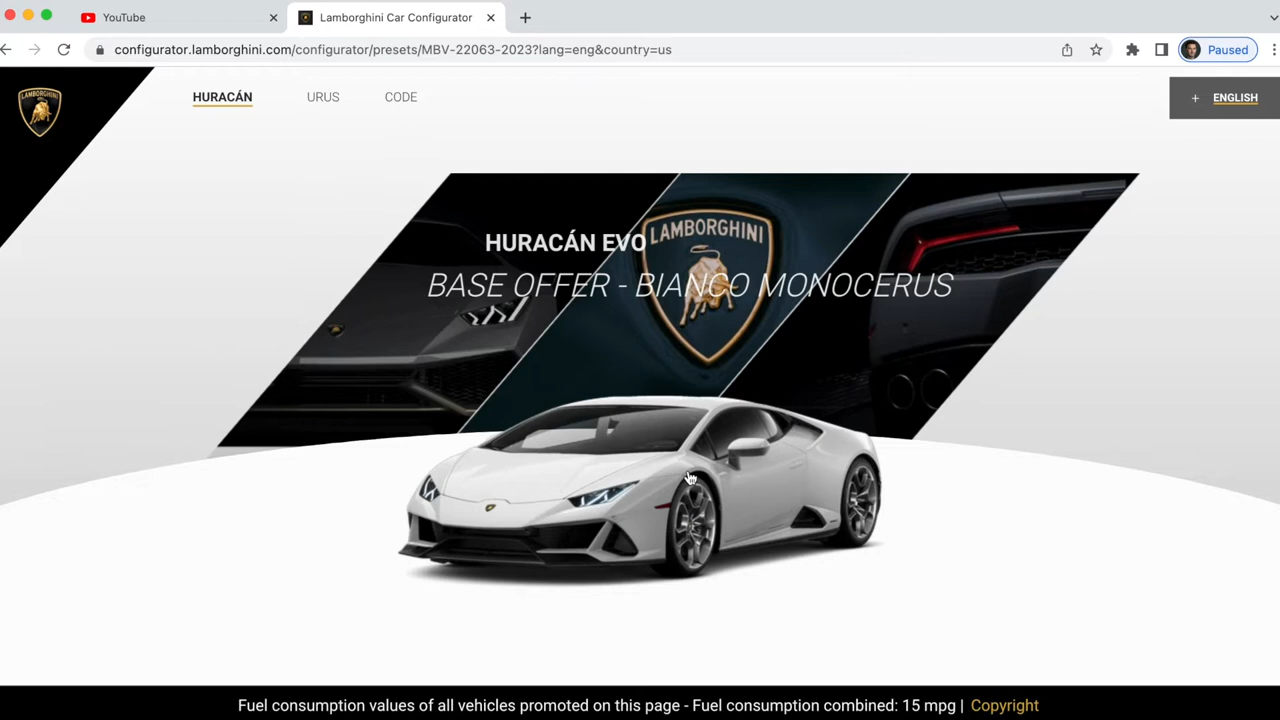 YouTube
Lamborghini Car Configurator
configurator.lamborghini.com/configurator/presets/MBV-22063-2023?lang=eng&country=us
Paused
LAMBORGHINI
HURACÁN
URUS
CODE
+ ENGLISH
HURACÁN EVO
LAMBORGHINI
BASE OFFER - BIANCO MONOCERUS
Fuel consumption values of all vehicles promoted on this page - Fuel consumption combined: 15 mpg | Copyright